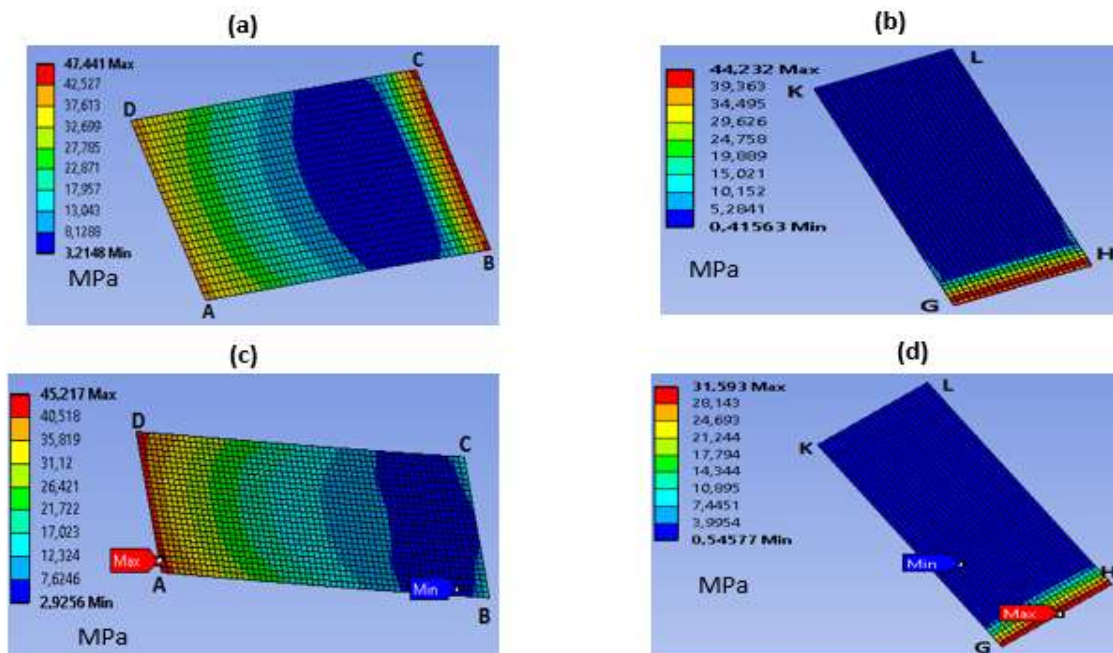 (a)
47,441 Max
42,527
37,613
32,699
27,785
22,871
17,957
13,043
8,1288
3,2148 Min
MPa
D
C
A
B
(b)
44,232 Max
39,363
34,495
29,626
24,758
19,889
15,021
10,152
5,2841
0,41563 Min
MPa
K
L
G
H
(c)
45,217 Max
40,518
35,819
31,12
26,421
21,722
17,023
12,324
7,6246
2,9256 Min
MPa
D
C
Max
A
Min
B
(d)
31,593 Max
28,143
24,693
21,244
17,794
14,344
10,895
7,4451
3,9954
0,54577 Min
MPa
L
K
Min
H
Max
G